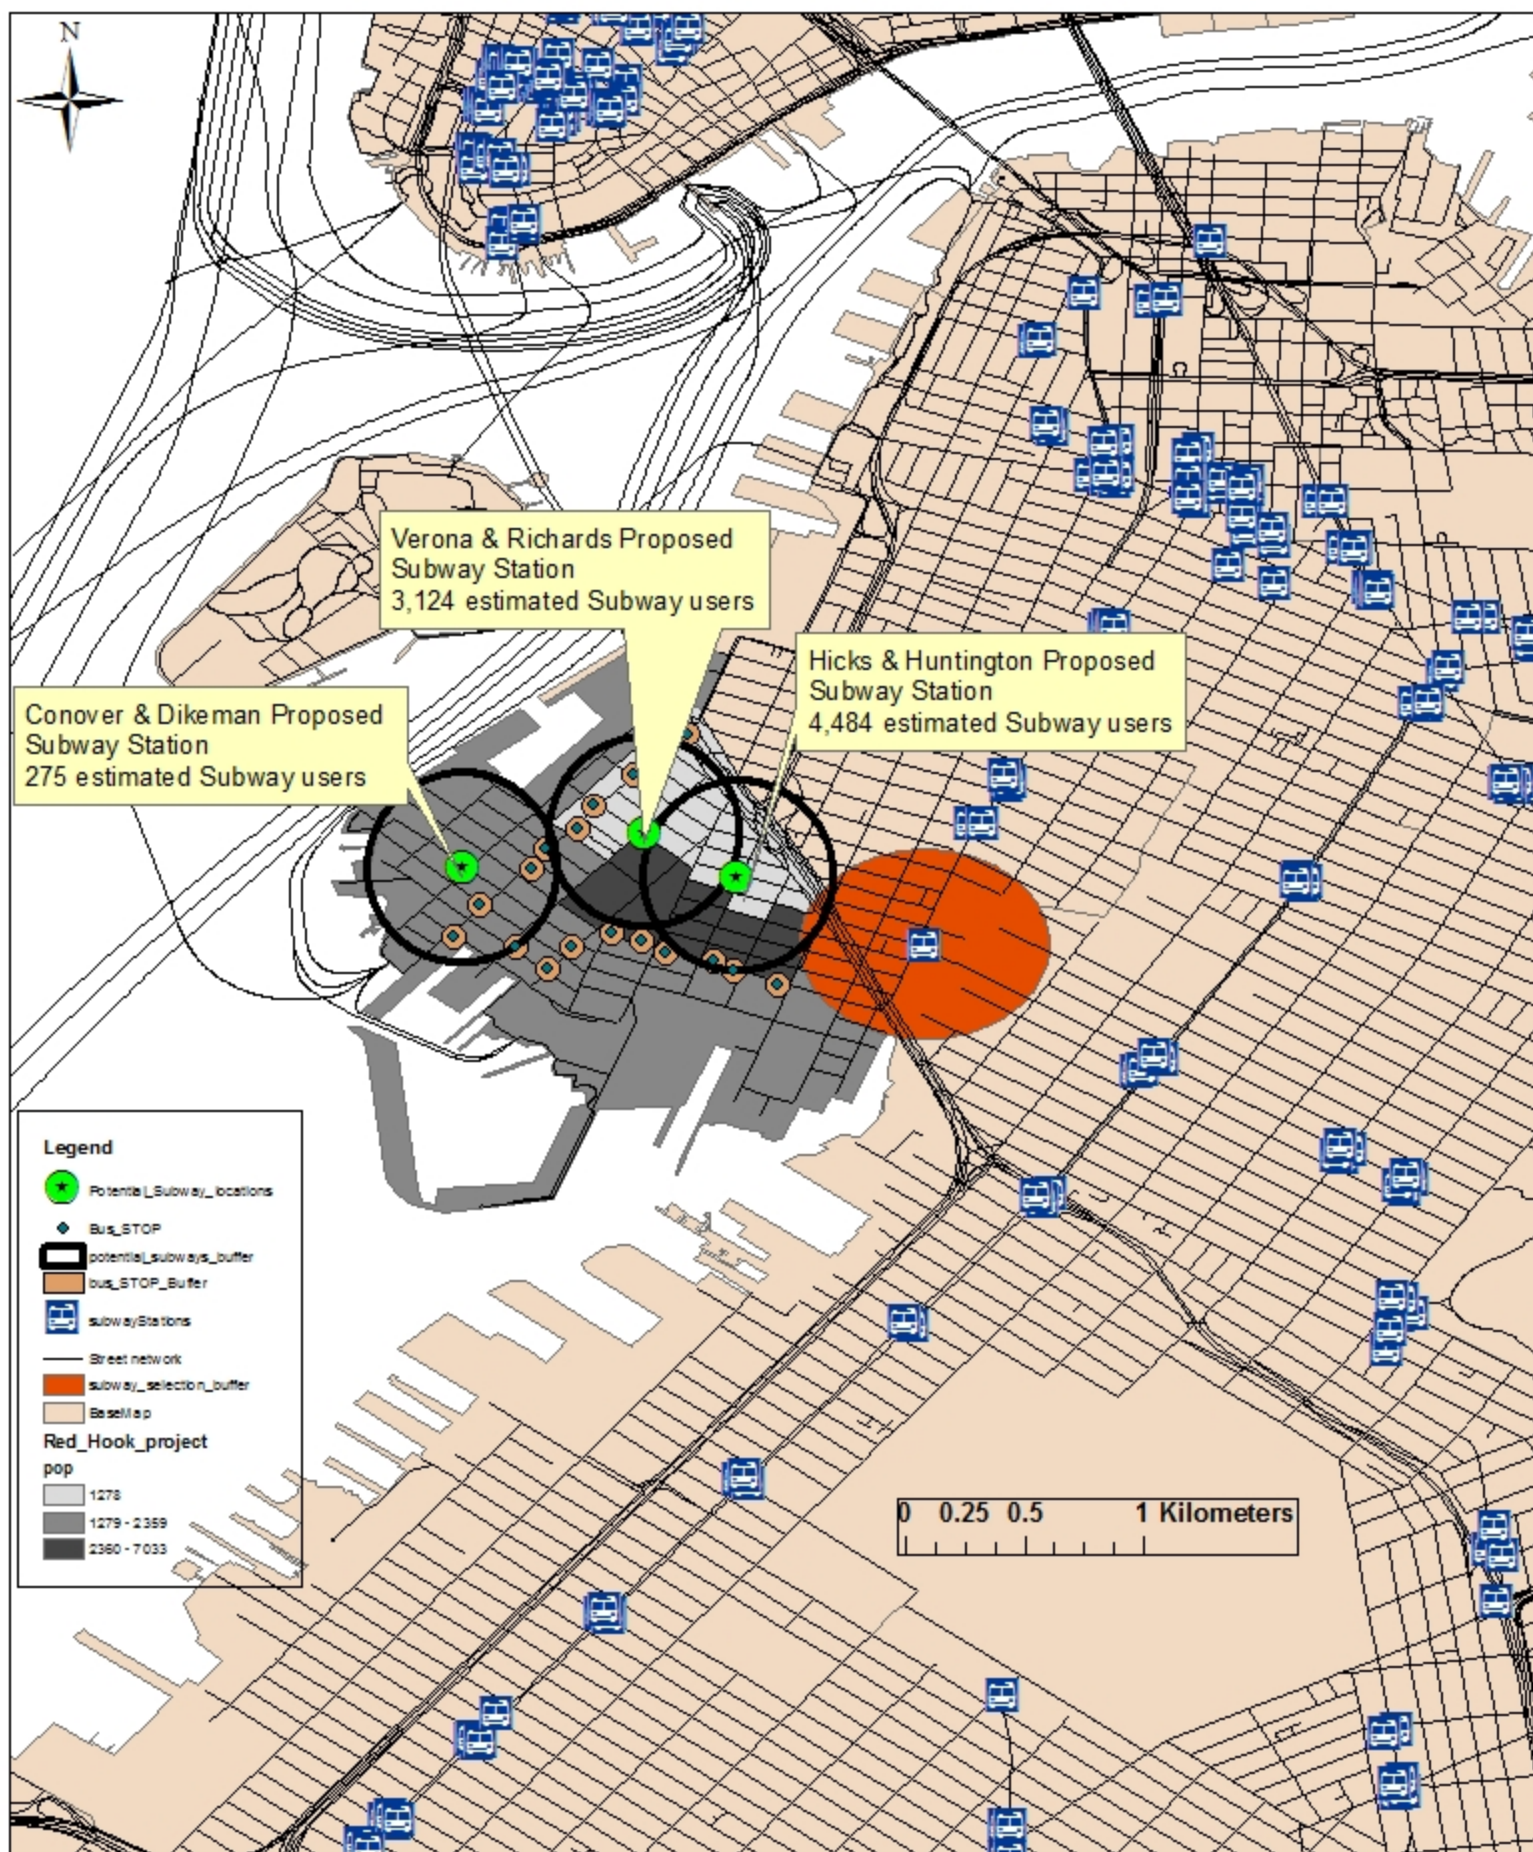 N
Verona & Richards Proposed
Subway Station
3,124 estimated Subway users
Hicks & Huntington Proposed
Subway Station
4,484 estimated Subway users
Conover & Dikeman Proposed
Subway Station
275 estimated Subway users
Legend
Potential_Subway_locations
Bus_STOP
potential_subways_buffer
bus_STOP_Buffer
subwayStations
Street network
subway_selection_buffer
BaseMap
Red_Hook_project
pop
1278
1279 - 2359
2360 - 7033
0 0.25 0.5 1 Kilometers